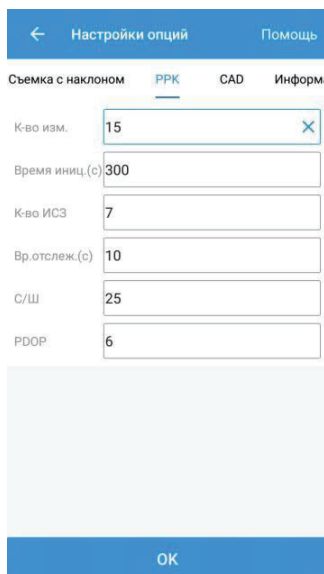 Настройки опций Помощь
Съемка с наклоном PPK CAD Информа
К-во изм. 15
Время иниц.(с) 300
К-во ИСЗ 7
Вр.отслеж.(с) 10
С/Ш 25
PDOP 6
OK